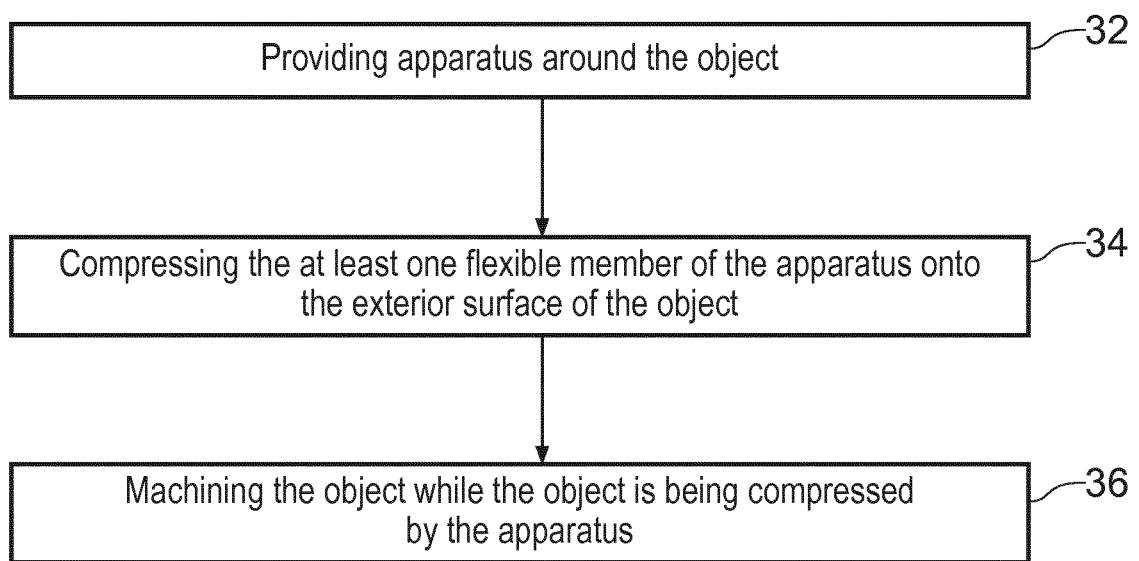 Providing apparatus around the object
32
Compressing the at least one flexible member of the apparatus onto
the exterior surface of the object
34
Machining the object while the object is being compressed
by the apparatus
36